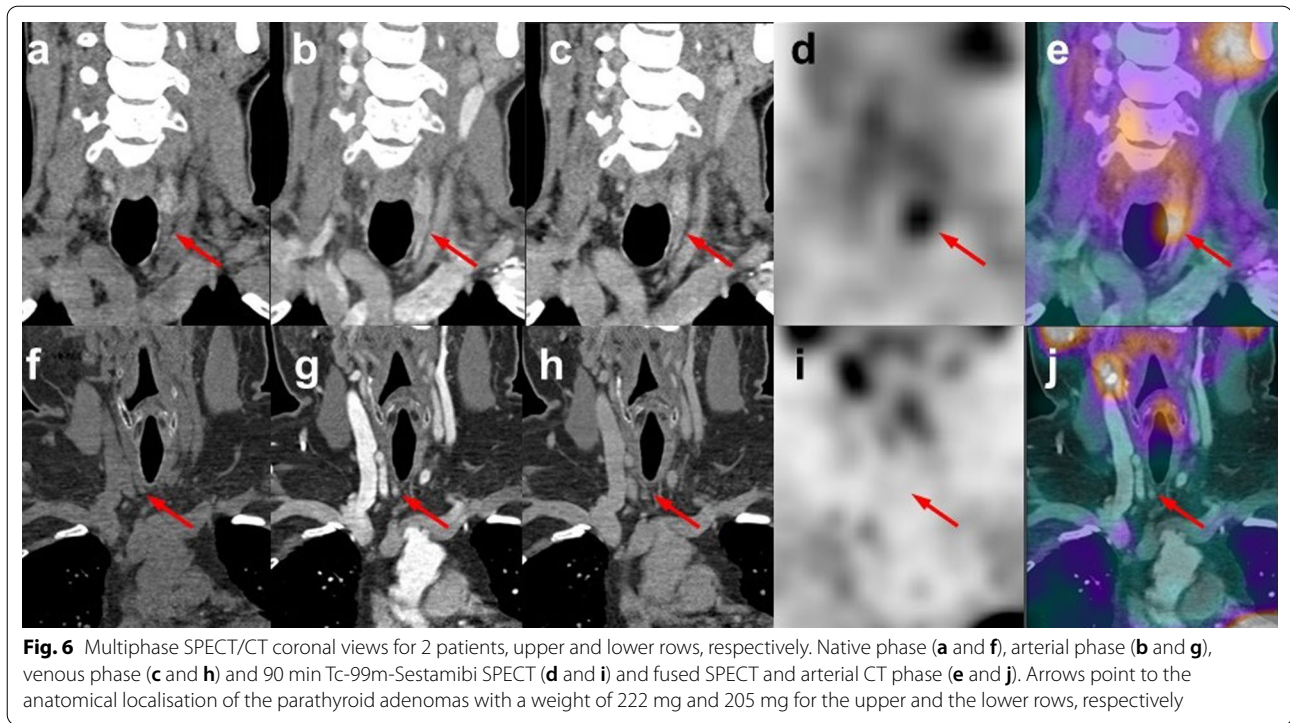 a b c d e
f g h i j
Fig. 6 Multiphase SPECT/CT coronal views for 2 patients, upper and lower rows, respectively. Native phase (a and f), arterial phase (b and g),
venous phase (c and h) and 90 min Tc-99m-Sestamibi SPECT (d and i) and fused SPECT and arterial CT phase (e and j). Arrows point to the
anatomical localisation of the parathyroid adenomas with a weight of 222 mg and 205 mg for the upper and the lower rows, respectively